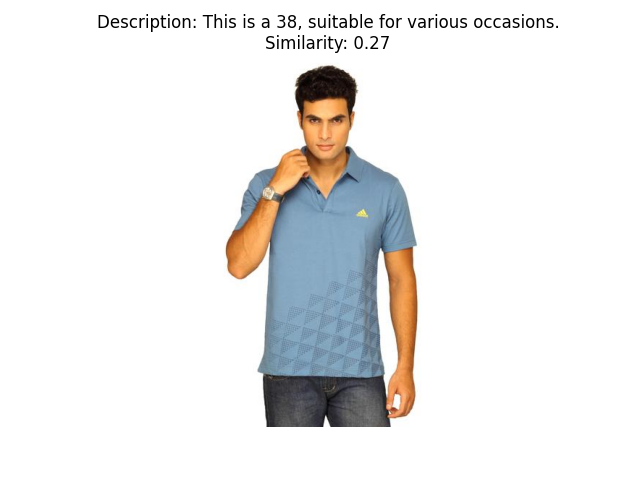 Description: This is a 38, suitable for various occasions.
Similarity: 0.27